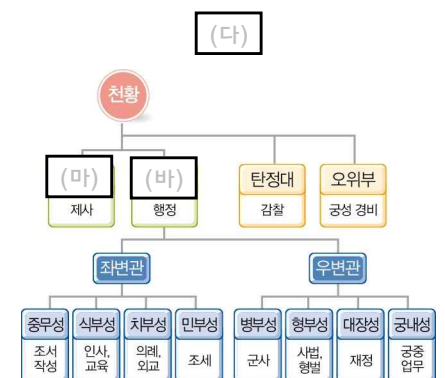 (다)
천황
(마) (바) 탄정대 오위부
제사 행정 감찰 궁성 경비
좌변관 우변관
중무성 식부성 치부성 민부성 병부성 형부성 대장성 궁내성
조서 작성 인사, 교육 의례, 외교 조세 군사 사법, 형벌 재정 궁중 업무